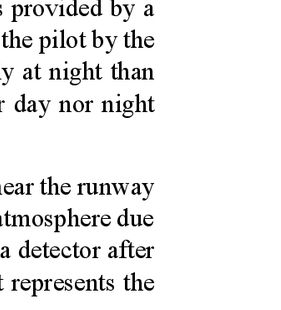 s provided by a
the pilot by the
y at night than
r day nor night
near the runway
atmosphere due
a detector after
t represents the